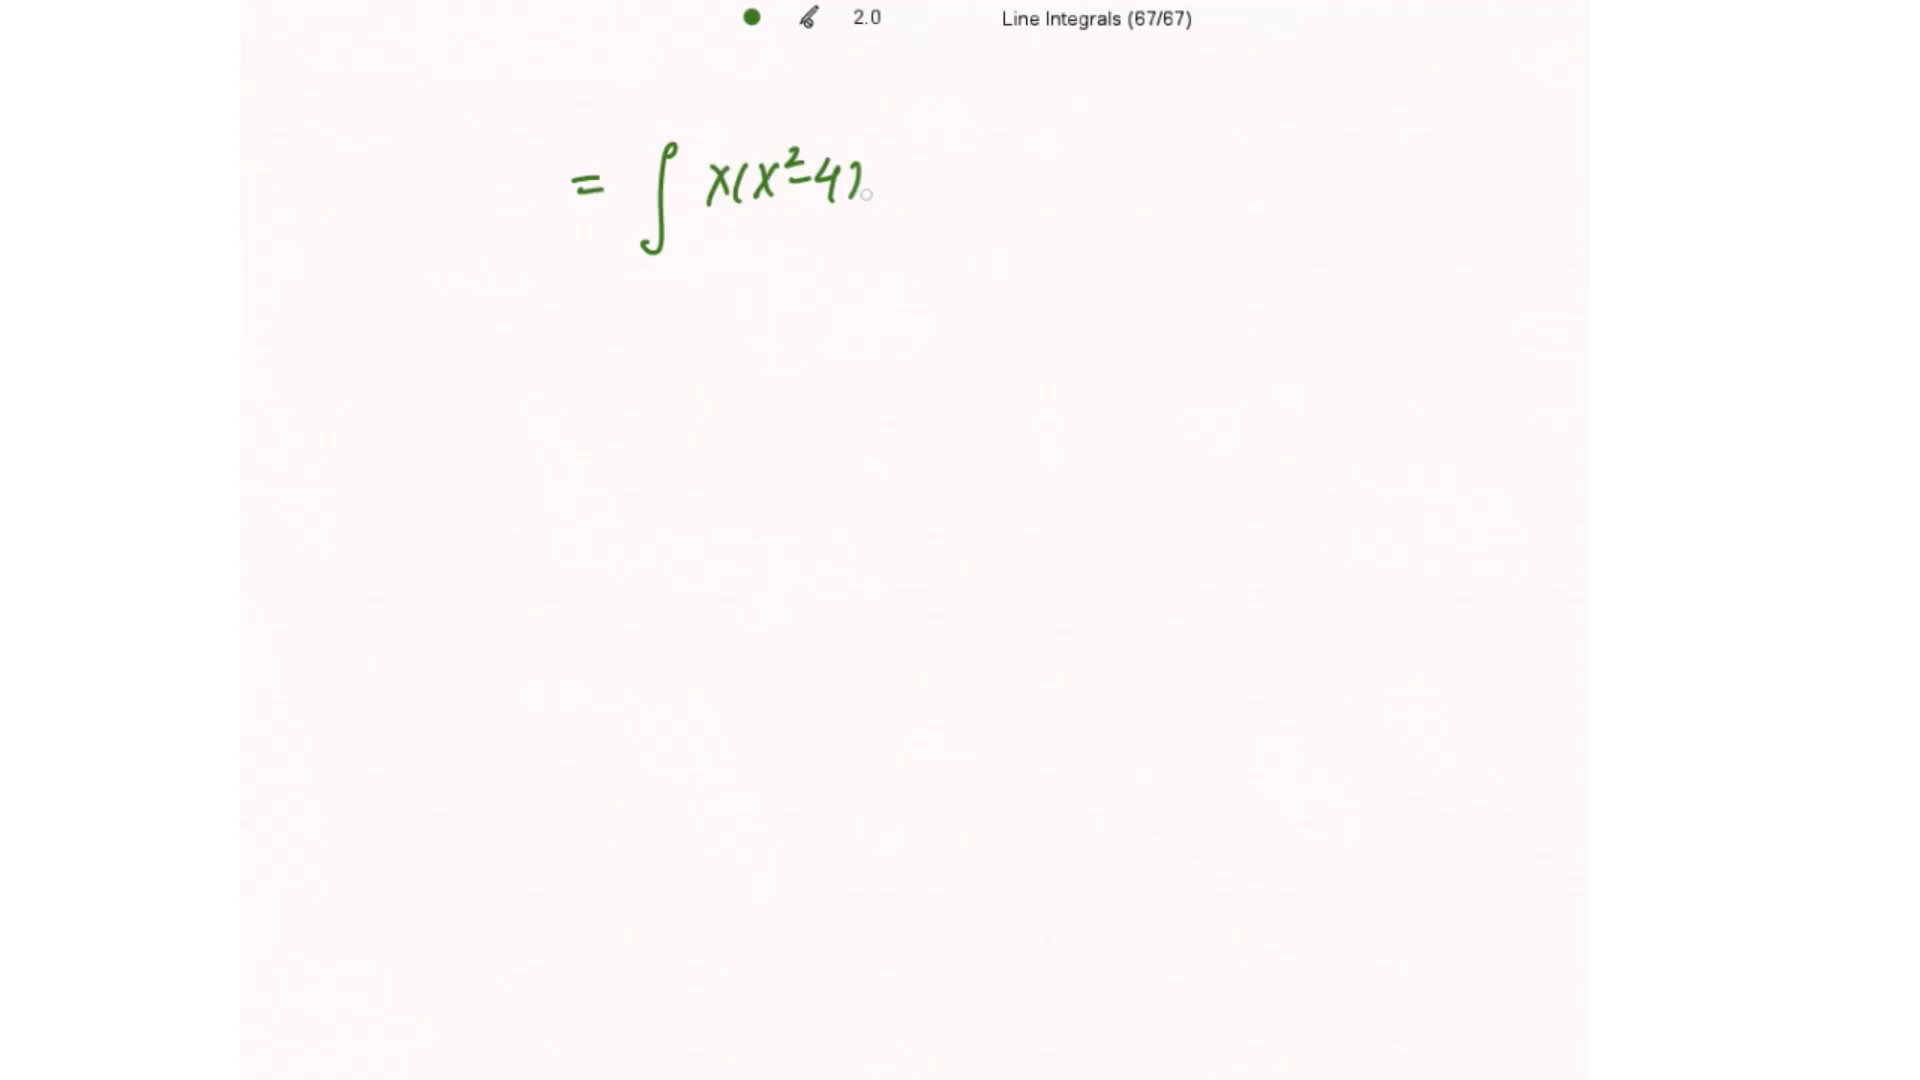 2.0 Line Integrals (67/67)
= ∫ x(x²-4)